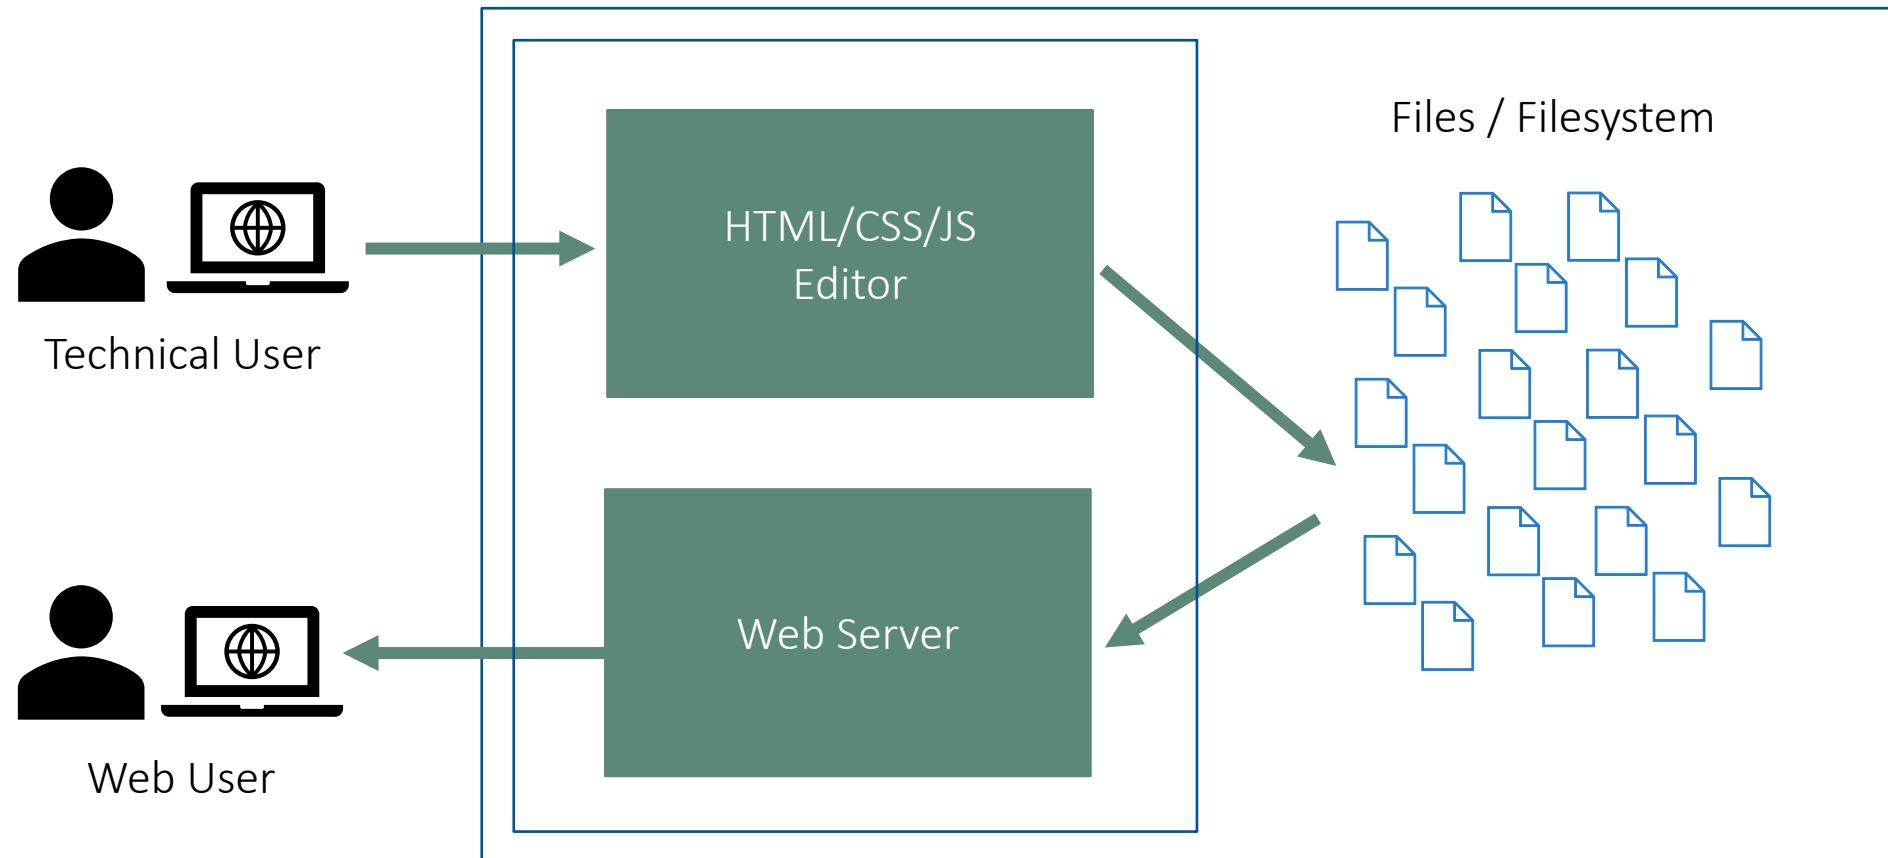 Files / Filesystem
HTML/CSS/JS
Editor
Technical User
Web Server
Web User